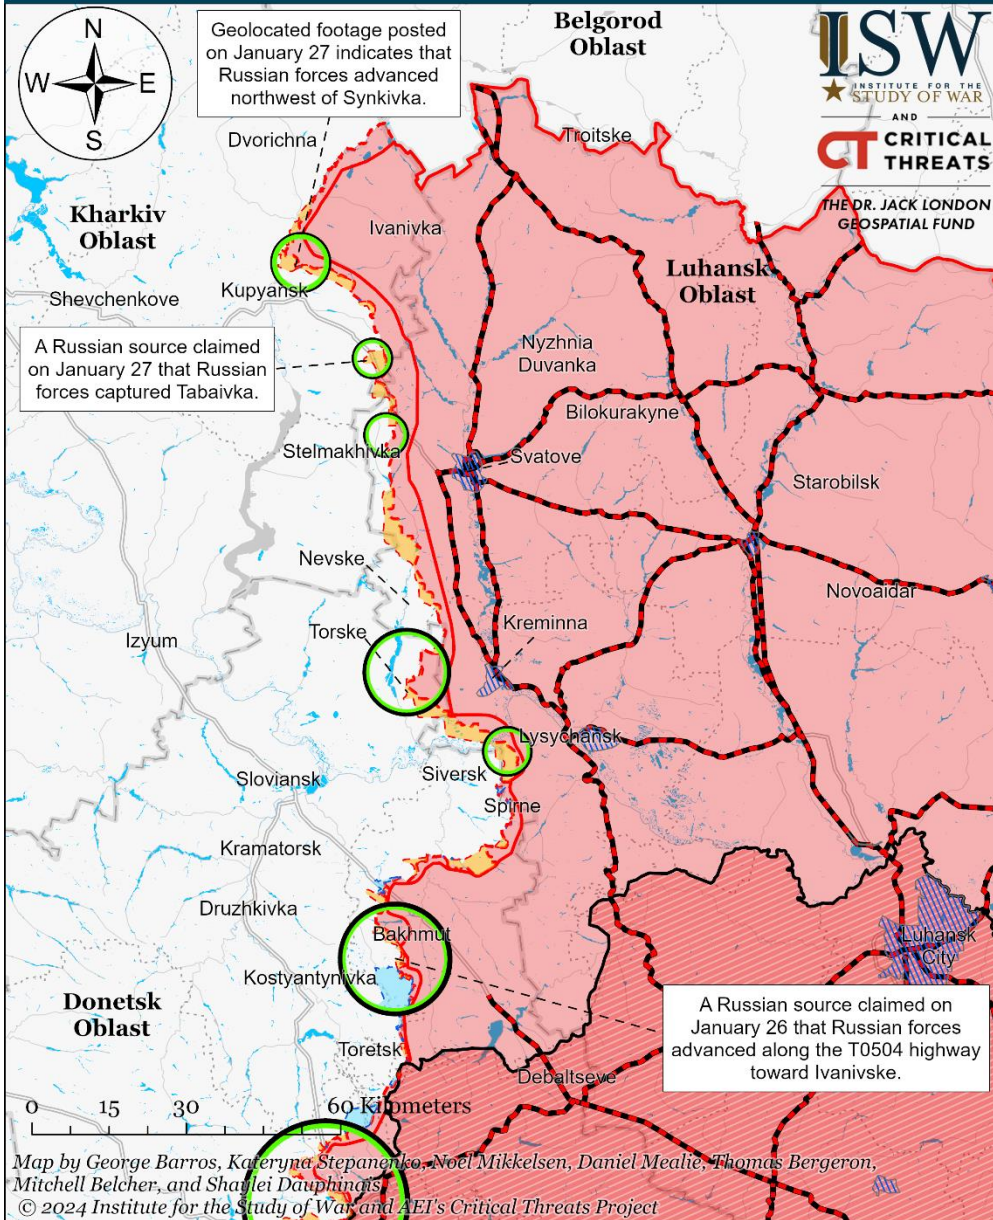 N
W E
S
Geolocated footage posted
on January 27 indicates that
Russian forces advanced
northwest of Synkivka.
Belgorod
Oblast
ISW
INSTITUTE FOR THE
STUDY OF WAR
AND
CT CRITICAL
THREATS
THE DR. JACK LONDON
GEOSPATIAL FUND
Dvorichna
Troitske
Kharkiv
Oblast
Ivanivka
Luhansk
Oblast
Shevchenkove
Kupyansk
A Russian source claimed
on January 27 that Russian
forces captured Tabaivka.
Nyzhnia
Duvanka
Bilokurakyne
Stelmakhivka
Svatove
Starobilsk
Nevske
Novoaidar
Torske
Kreminna
Izyum
Lysychansk
Sloviansk
Siversk
Spirne
Kramatorsk
Druzhkivka
Bakhmut
Luhansk
City
Kostyantynivka
Donetsk
Oblast
A Russian source claimed on
January 26 that Russian forces
advanced along the T0504 highway
toward Ivanivske.
Toretsk
Debaltseve
0 15 30 60 Kilometers
Map by George Barros, Kateryna Stepanenko, Noel Mikkelsen, Daniel Mealie, Thomas Bergeron,
Mitchell Belcher, and Shaylei Dauphinais
© 2024 Institute for the Study of War and AEI's Critical Threats Project